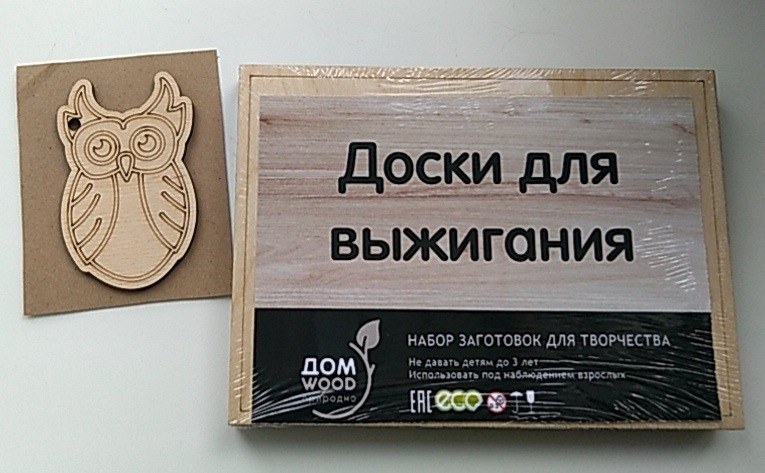 Доски для
выжигания
ДОМ
WOOD
природно
НАБОР ЗАГОТОВОК ДЛЯ ТВОРЧЕСТВА
Не давать детям до 3 лет
Использовать под наблюдением взрослых
EAC eco